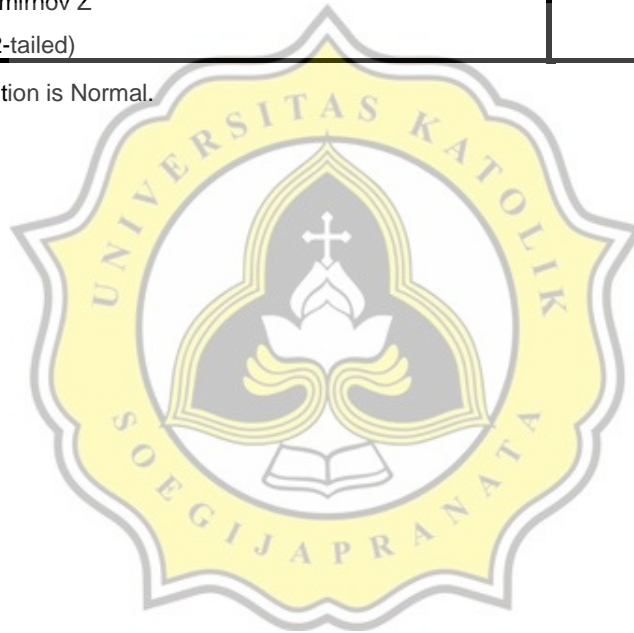 mirnov Z
2-tailed)
tion is Normal.
UNIVERSITAS KATOLIK
SOEGIJAPRANATA